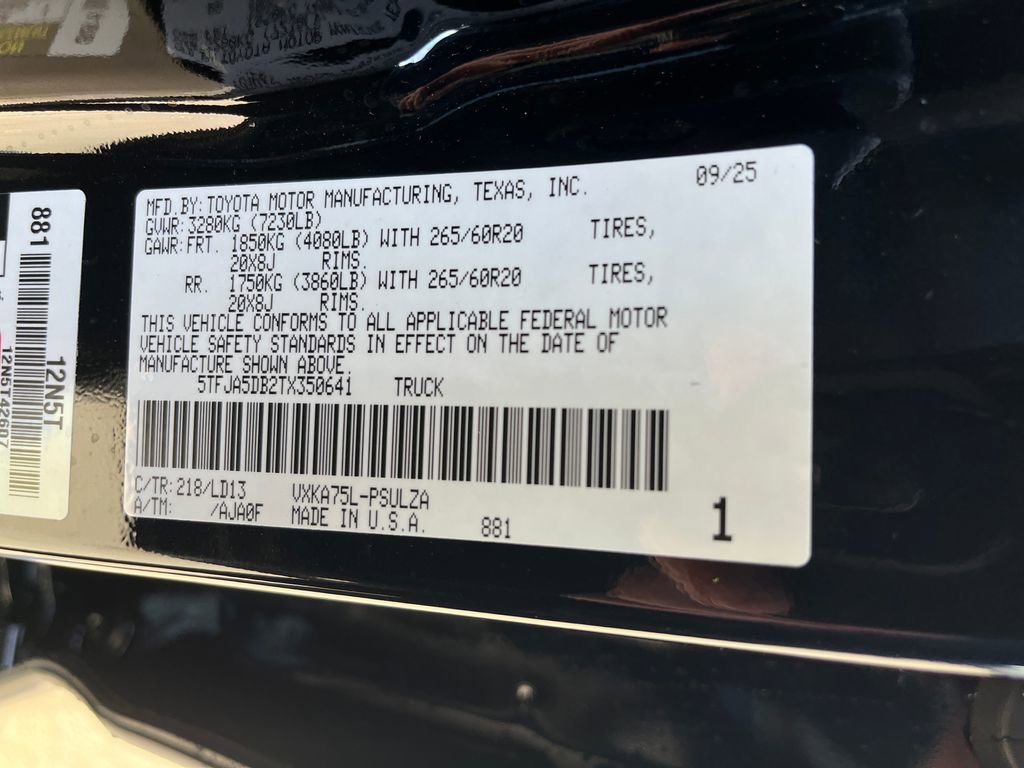 09/25
MFD.BY:TOYOTA MOTOR MANUFACTURING, TEXAS, INC.
GVWR:3280KG (7230LB)
GAWR:FRT. 1850KG (4080LB) WITH 265/60R20 TIRES,
20X8J RIMS.
RR. 1750KG (3860LB) WITH 265/60R20 TIRES,
20X8J RIMS.
THIS VEHICLE CONFORMS TO ALL APPLICABLE FEDERAL MOTOR
VEHICLE SAFETY STANDARDS IN EFFECT ON THE DATE OF
MANUFACTURE SHOWN ABOVE.
5TFJA5DB2TX350641 TRUCK
C/TR:218/LD13 VXKA75L-PSULZA
A/TM: /AJA0F MADE IN U.S.A. 881
1
881
12N5T